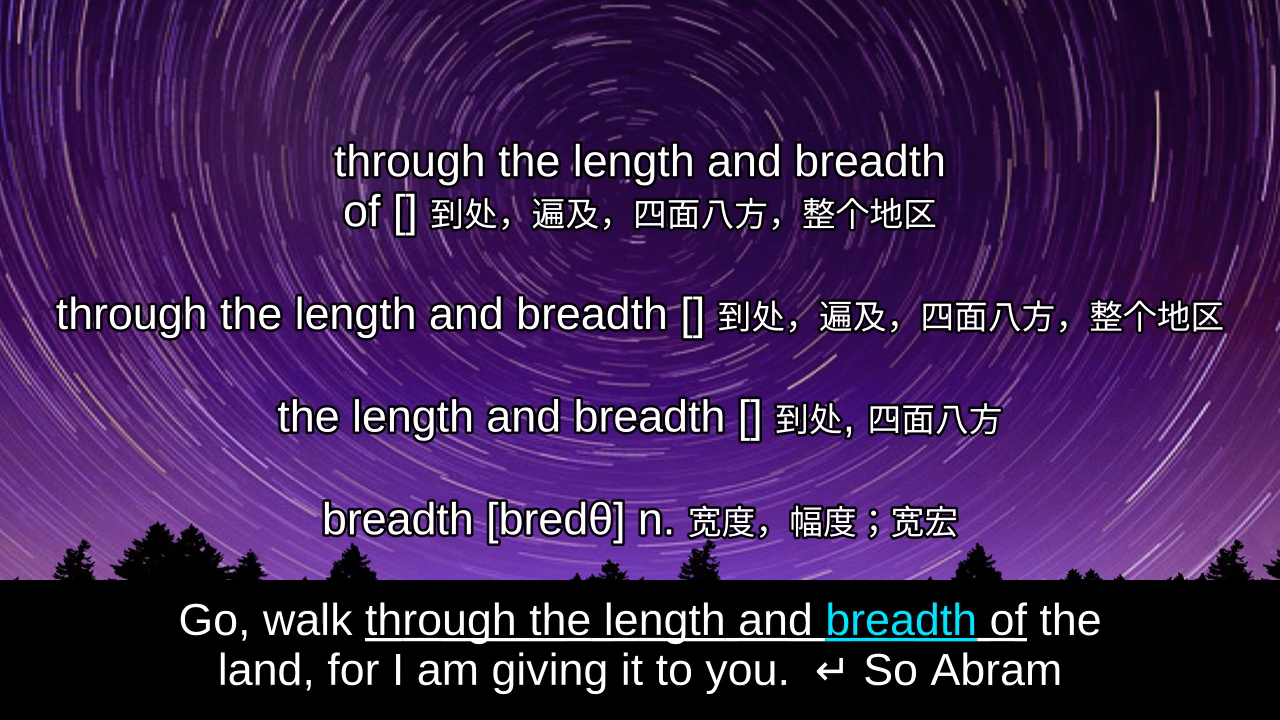 through the length and breadth
of [] 到处，遍及，四面八方，整个地区
through the length and breadth [] 到处，遍及，四面八方，整个地区
the length and breadth [] 到处, 四面八方
breadth [bredθ] n. 宽度，幅度；宽宏
Go, walk through the length and breadth of the
land, for I am giving it to you. ↵ So Abram